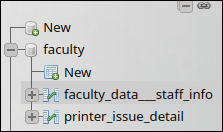 New
faculty
New
faculty_data___staff_info
printer_issue_detail